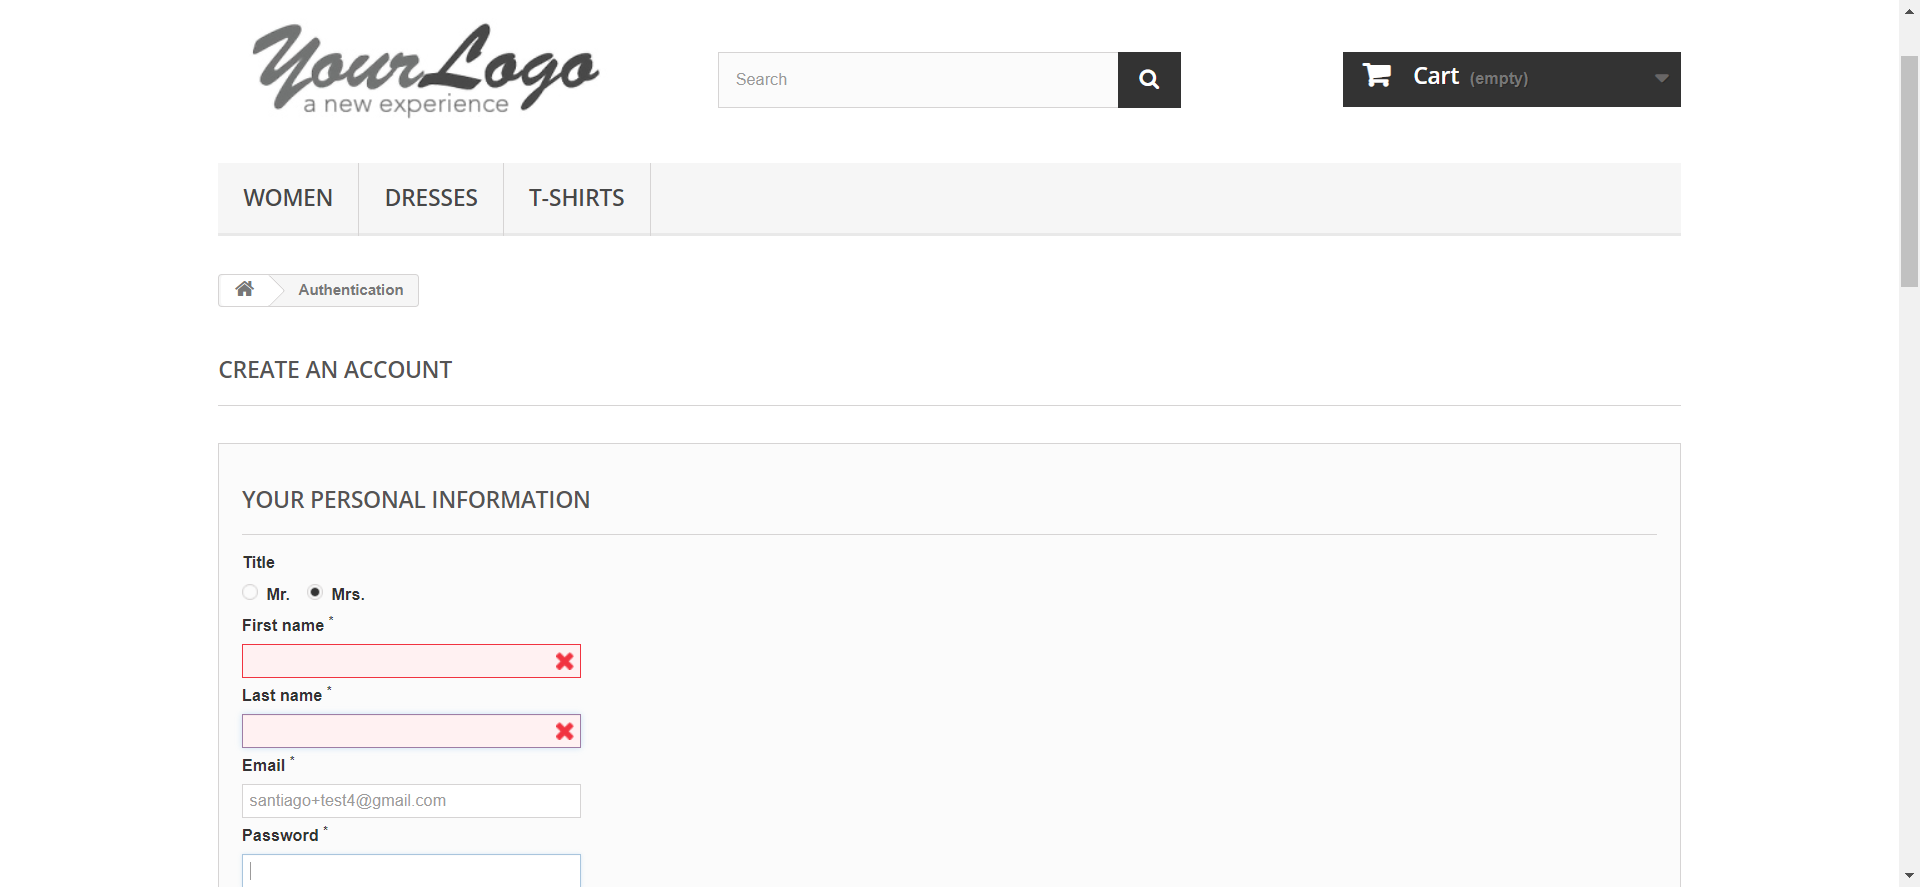 YourLogo
a new experience
Search
Cart (empty)
WOMEN DRESSES T-SHIRTS
Authentication
CREATE AN ACCOUNT
YOUR PERSONAL INFORMATION
Title
Mr. Mrs.
First name *
Last name *
Email *
santiago+test4@gmail.com
Password *